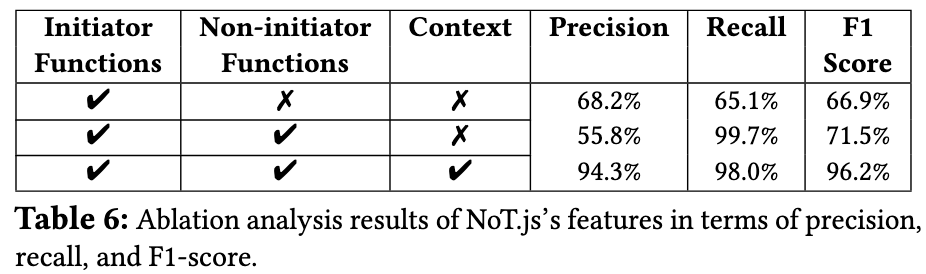 Initiator Functions Non-initiator Functions Context Precision Recall F1 Score
✔ ✗ ✗ 68.2% 65.1% 66.9%
✔ ✔ ✗ 55.8% 99.7% 71.5%
✔ ✔ ✔ 94.3% 98.0% 96.2%
Table 6: Ablation analysis results of NoT.js's features in terms of precision,
recall, and F1-score.